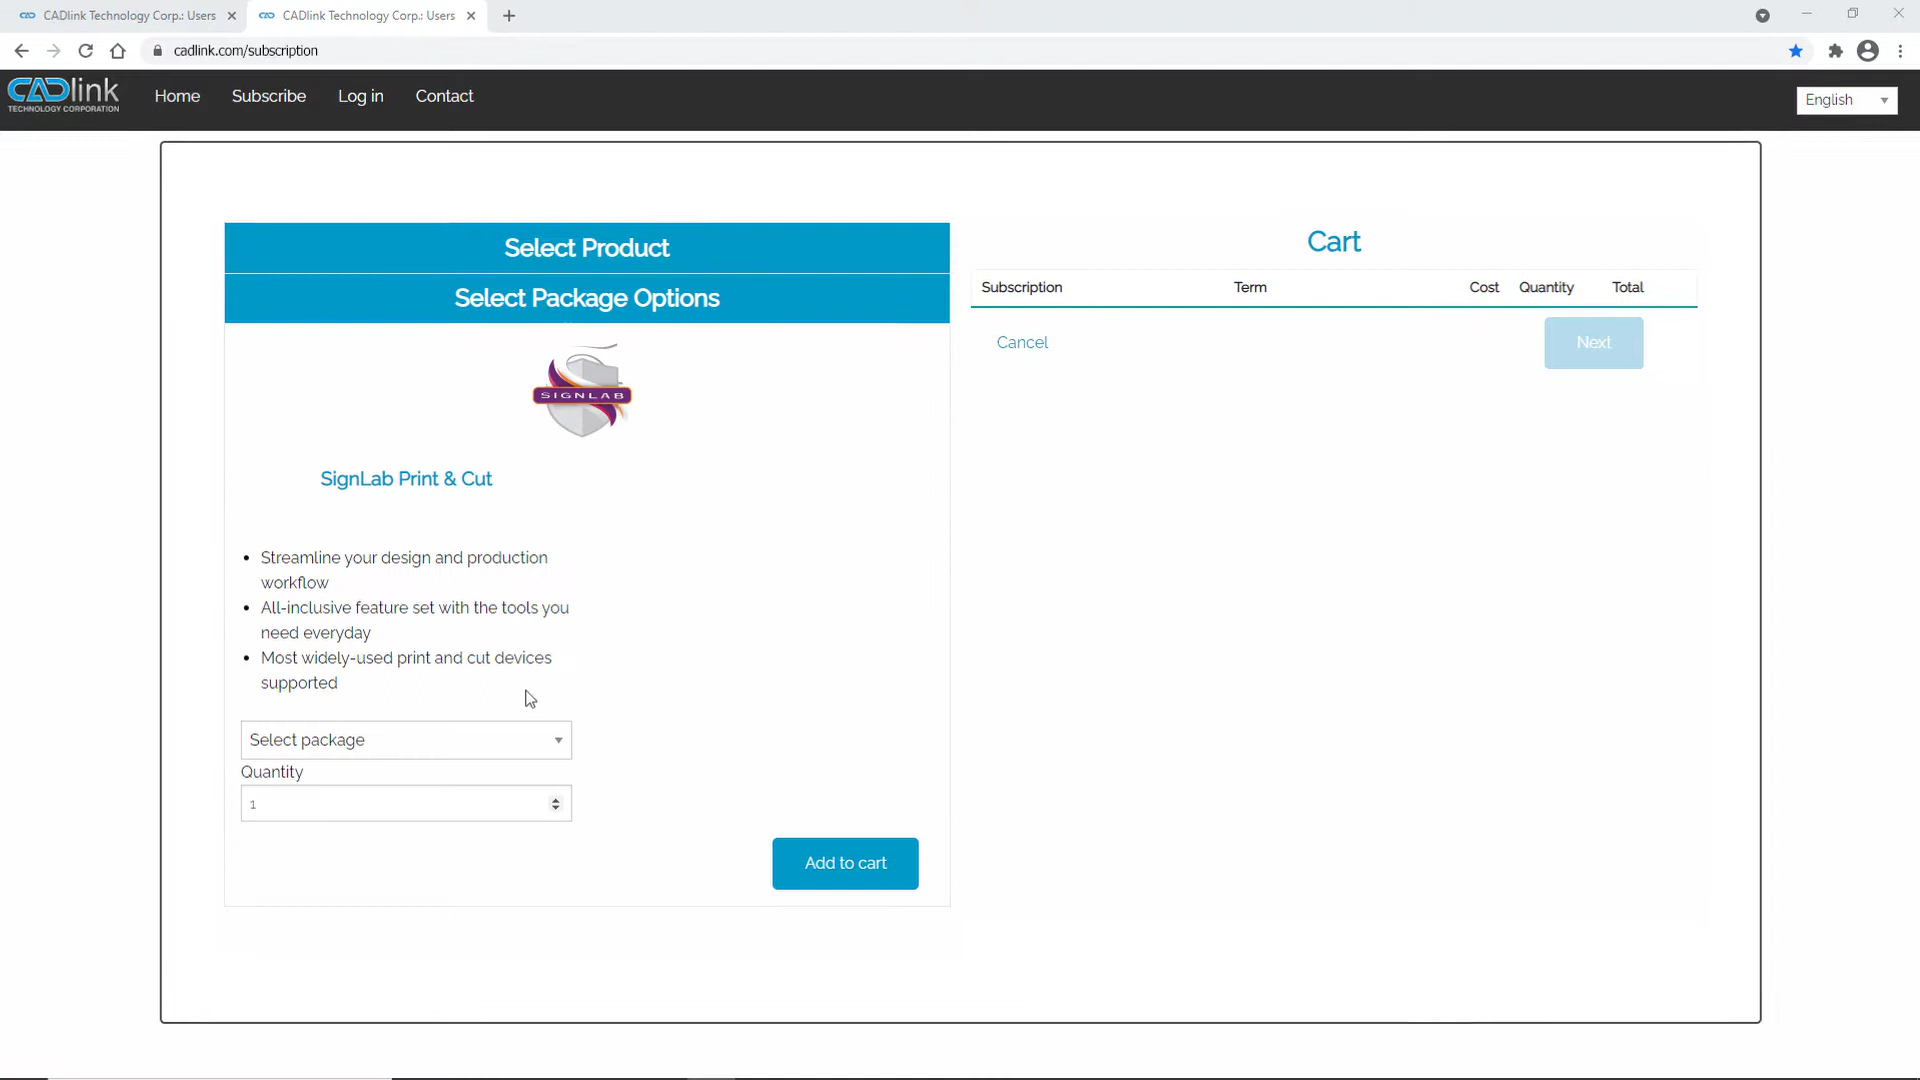 CADlink Technology Corp.: Users
CADlink Technology Corp.: Users
cadlink.com/subscription
CADlink
TECHNOLOGY CORPORATION
Home
Subscribe
Log in
Contact
English
Select Product
Select Package Options
SIGNLAB
SignLab Print & Cut
Streamline your design and production
workflow
All-inclusive feature set with the tools you
need everyday
Most widely-used print and cut devices
supported
Select package
Quantity
1
Add to cart
Cart
Subscription Term Cost Quantity Total
Cancel
Next